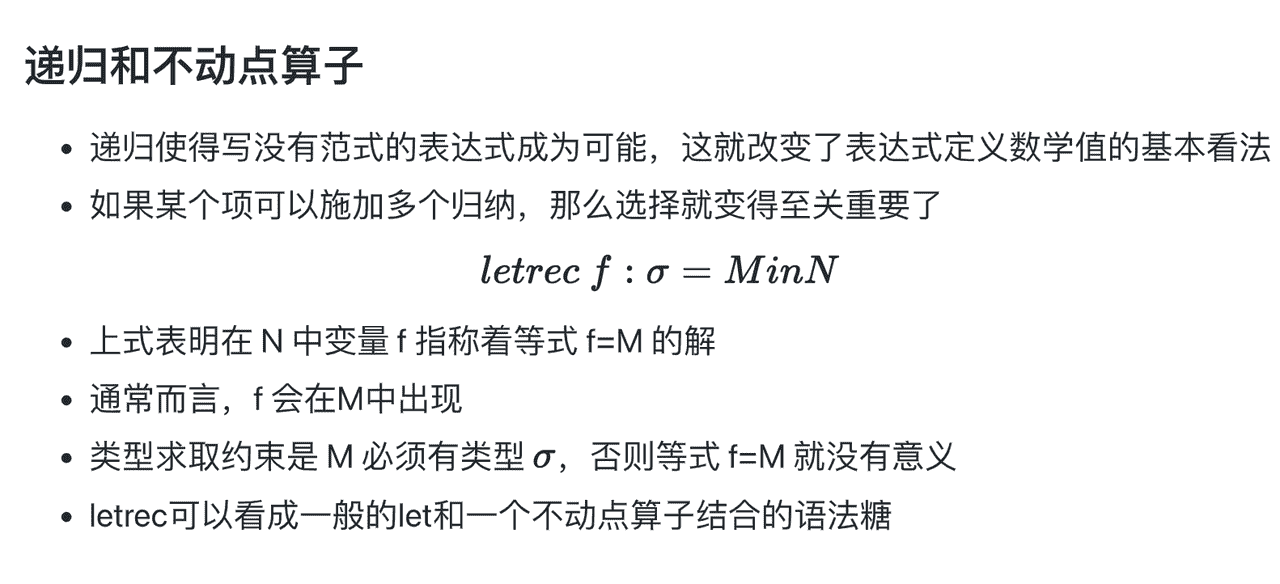 递归和不动点算子
• 递归使得写没有范式的表达式成为可能，这就改变了表达式定义数学值的基本看法
• 如果某个项可以施加多个归纳，那么选择就变得至关重要了
letrec f : σ = MinN
• 上式表明在 N 中变量 f 指称着等式 f=M 的解
• 通常而言，f 会在M中出现
• 类型求取约束是 M 必须有类型 σ，否则等式 f=M 就没有意义
• letrec可以看成一般的let和一个不动点算子结合的语法糖